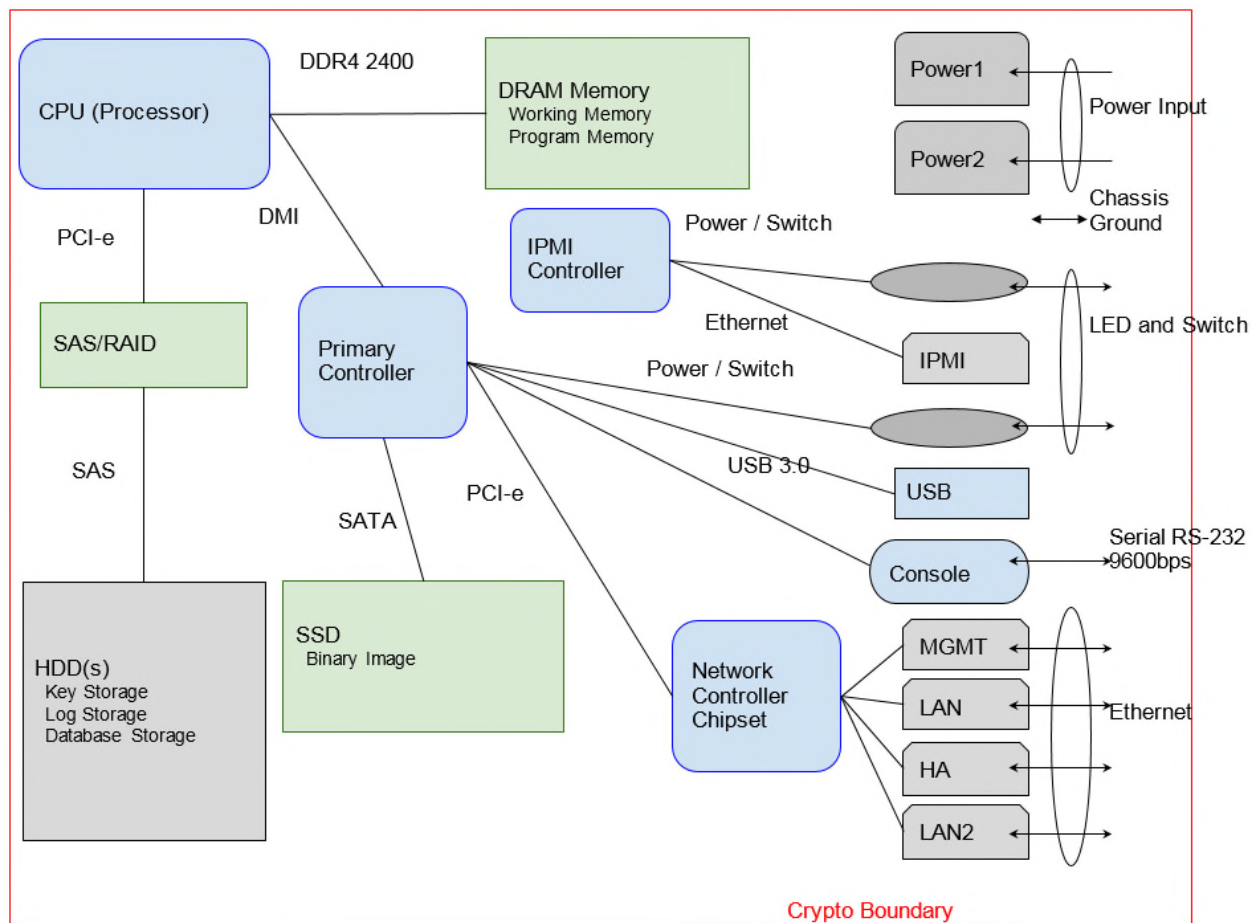 DDR4 2400
CPU (Processor)
DRAM Memory
Working Memory
Program Memory
Power1
Power Input
Power2
Chassis
Ground
DMI
PCI-e
IPMI
Controller
Power / Switch
Ethernet
LED and Switch
SAS/RAID
Primary
Controller
IPMI
Power / Switch
SAS
PCI-e
USB 3.0
USB
SATA
Serial RS-232
9600bps
Console
HDD(s)
Key Storage
Log Storage
Database Storage
SSD
Binary Image
Network
Controller
Chipset
MGMT
LAN
Ethernet
HA
LAN2
Crypto Boundary